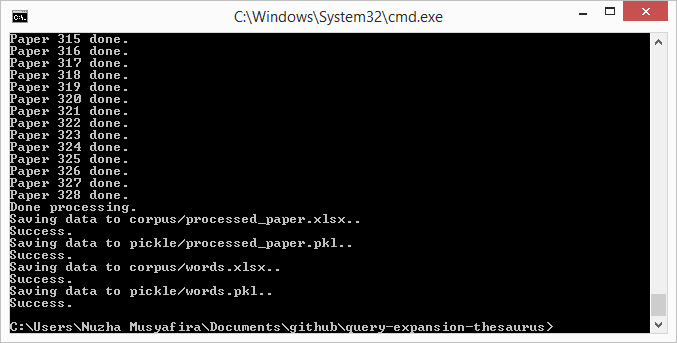 C:\Windows\System32\cmd.exe
Paper 315 done.
Paper 316 done.
Paper 317 done.
Paper 318 done.
Paper 319 done.
Paper 320 done.
Paper 321 done.
Paper 322 done.
Paper 323 done.
Paper 324 done.
Paper 325 done.
Paper 326 done.
Paper 327 done.
Paper 328 done.
Done processing.
Saving data to corpus/processed_paper.xlsx..
Success.
Saving data to pickle/processed_paper.pkl..
Success.
Saving data to corpus/words.xlsx..
Success.
Saving data to pickle/words.pkl..
Success.
C:\Users\Nuzha Musyafira\Documents\github\query-expansion-thesaurus>